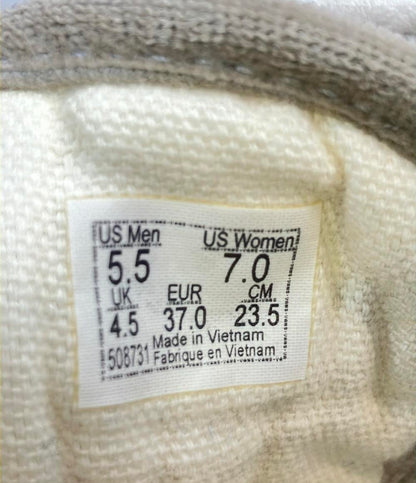 US Men US Women
5.5 7.0
UK EUR CM
4.5 37.0 23.5
508731 Made in Vietnam
Fabrique en Vietnam